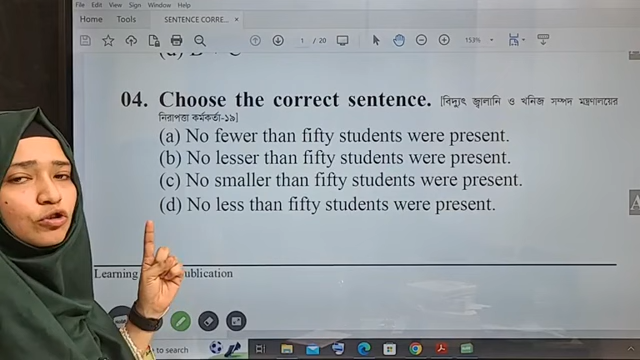 File Edit View Sign Window Help
Home Tools SENTENCE CORRE... ×
1 / 20 153%
04. Choose the correct sentence. [বিদ্যুৎ জ্বালানি ও খনিজ সম্পদ মন্ত্রণালয়ের
নিরাপত্তা কর্মকর্তা-১৯]
(a) No fewer than fifty students were present.
(b) No lesser than fifty students were present.
(c) No smaller than fifty students were present.
(d) No less than fifty students were present.
Learning ublication
to search